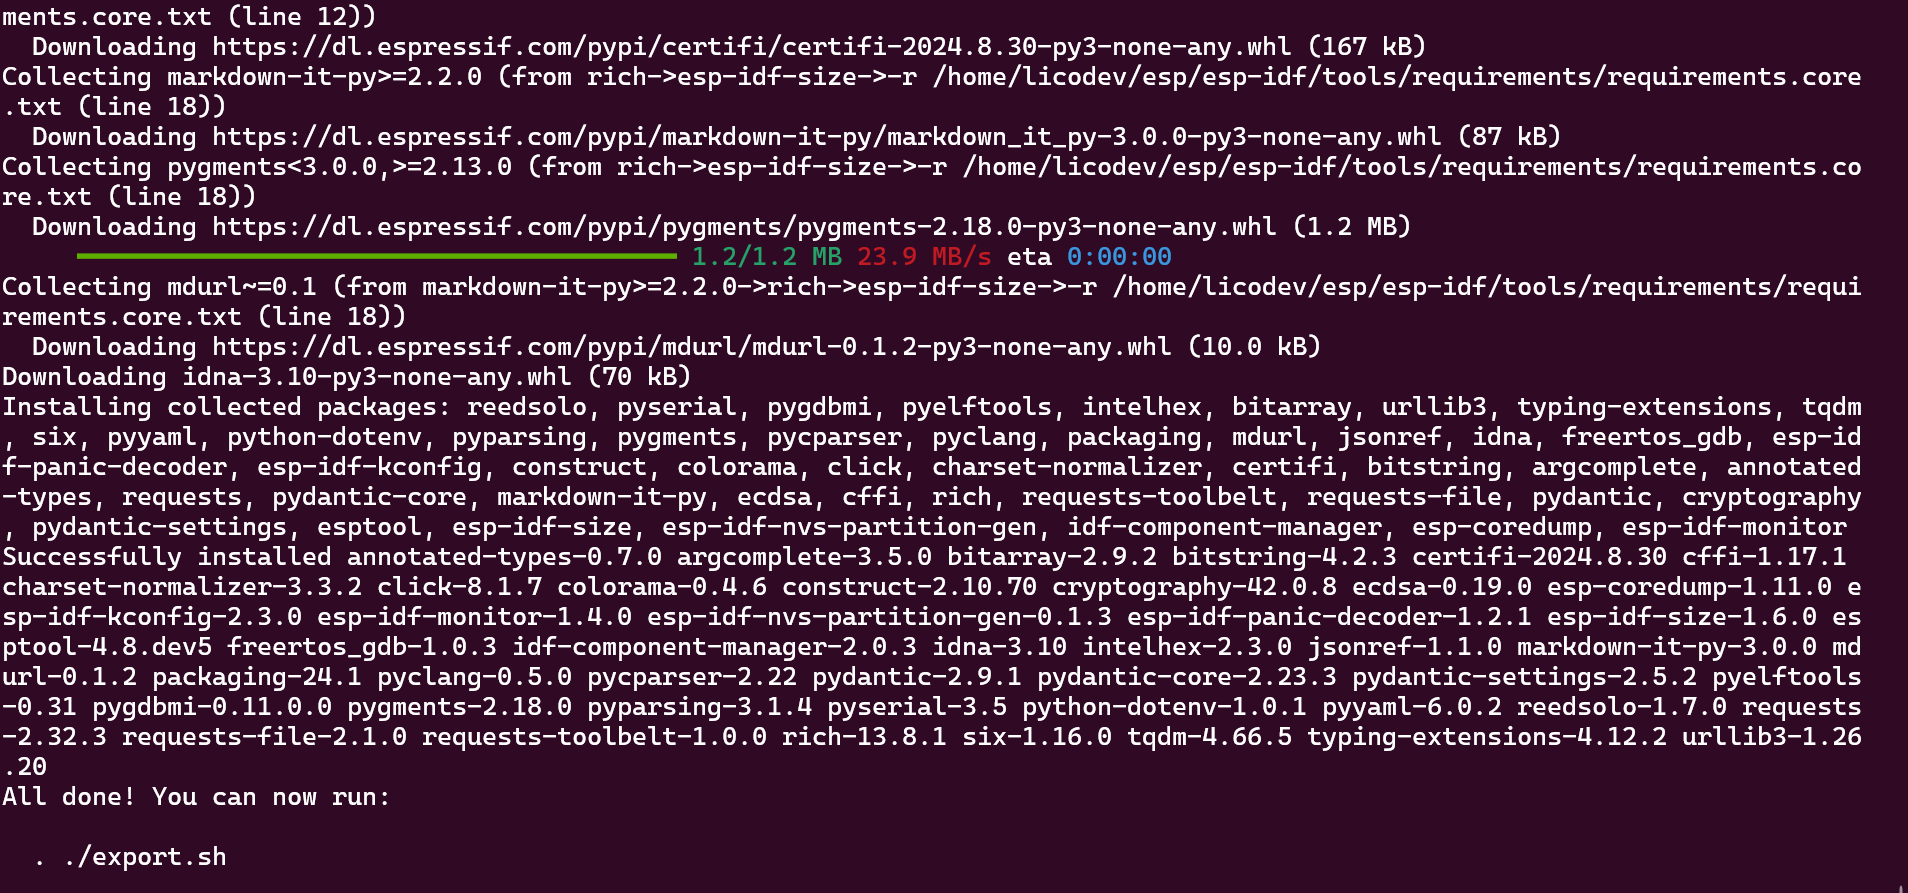 ments.core.txt (line 12))
  Downloading https://dl.espressif.com/pypi/certifi/certifi-2024.8.30-py3-none-any.whl (167 kB)
Collecting markdown-it-py>=2.2.0 (from rich->esp-idf-size->-r /home/licodev/esp/esp-idf/tools/requirements/requirements.core
.txt (line 18))
  Downloading https://dl.espressif.com/pypi/markdown-it-py/markdown_it_py-3.0.0-py3-none-any.whl (87 kB)
Collecting pygments<3.0.0,>=2.13.0 (from rich->esp-idf-size->-r /home/licodev/esp/esp-idf/tools/requirements/requirements.co
re.txt (line 18))
  Downloading https://dl.espressif.com/pypi/pygments/pygments-2.18.0-py3-none-any.whl (1.2 MB)
1.2/1.2 MB 23.9 MB/s eta 0:00:00
Collecting mdurl~=0.1 (from markdown-it-py>=2.2.0->rich->esp-idf-size->-r /home/licodev/esp/esp-idf/tools/requirements/requi
rements.core.txt (line 18))
  Downloading https://dl.espressif.com/pypi/mdurl/mdurl-0.1.2-py3-none-any.whl (10.0 kB)
Downloading idna-3.10-py3-none-any.whl (70 kB)
Installing collected packages: reedsolo, pyserial, pygdbmi, pyelftools, intelhex, bitarray, urllib3, typing-extensions, tqdm
, six, pyyaml, python-dotenv, pyparsing, pygments, pycparser, pyclang, packaging, mdurl, jsonref, idna, freertos_gdb, esp-id
f-panic-decoder, esp-idf-kconfig, construct, colorama, click, charset-normalizer, certifi, bitstring, argcomplete, annotated
-types, requests, pydantic-core, markdown-it-py, ecdsa, cffi, rich, requests-toolbelt, requests-file, pydantic, cryptography
, pydantic-settings, esptool, esp-idf-size, esp-idf-nvs-partition-gen, idf-component-manager, esp-coredump, esp-idf-monitor
Successfully installed annotated-types-0.7.0 argcomplete-3.5.0 bitarray-2.9.2 bitstring-4.2.3 certifi-2024.8.30 cffi-1.17.1
charset-normalizer-3.3.2 click-8.1.7 colorama-0.4.6 construct-2.10.70 cryptography-42.0.8 ecdsa-0.19.0 esp-coredump-1.11.0 e
sp-idf-kconfig-2.3.0 esp-idf-monitor-1.4.0 esp-idf-nvs-partition-gen-0.1.3 esp-idf-panic-decoder-1.2.1 esp-idf-size-1.6.0 es
ptool-4.8.dev5 freertos_gdb-1.0.3 idf-component-manager-2.0.3 idna-3.10 intelhex-2.3.0 jsonref-1.1.0 markdown-it-py-3.0.0 md
url-0.1.2 packaging-24.1 pyclang-0.5.0 pycparser-2.22 pydantic-2.9.1 pydantic-core-2.23.3 pydantic-settings-2.5.2 pyelftools
-0.31 pygdbmi-0.11.0.0 pygments-2.18.0 pyparsing-3.1.4 pyserial-3.5 python-dotenv-1.0.1 pyyaml-6.0.2 reedsolo-1.7.0 requests
-2.32.3 requests-file-2.1.0 requests-toolbelt-1.0.0 rich-13.8.1 six-1.16.0 tqdm-4.66.5 typing-extensions-4.12.2 urllib3-1.26
.20
All done! You can now run:

  . ./export.sh